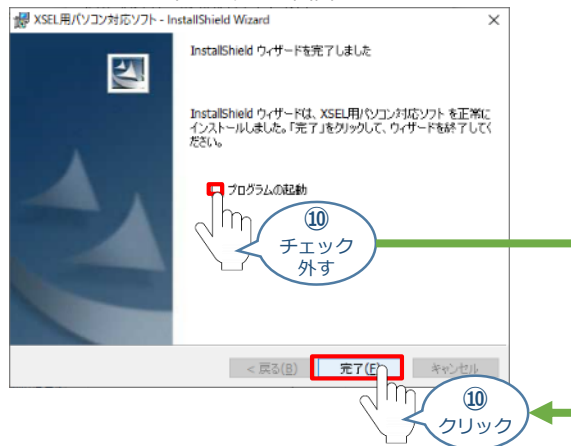 XSEL用パソコン対応ソフト - InstallShield Wizard
InstallShield ウィザードを完了しました
InstallShield ウィザードは、XSEL用パソコン対応ソフト を正常に
インストールしました。「完了」をクリックして、ウィザードを終了してく
ださい。
プログラムの起動
⑩
チェック
外す
< 戻る(B)
完了(F)
キャンセル
⑩
クリック